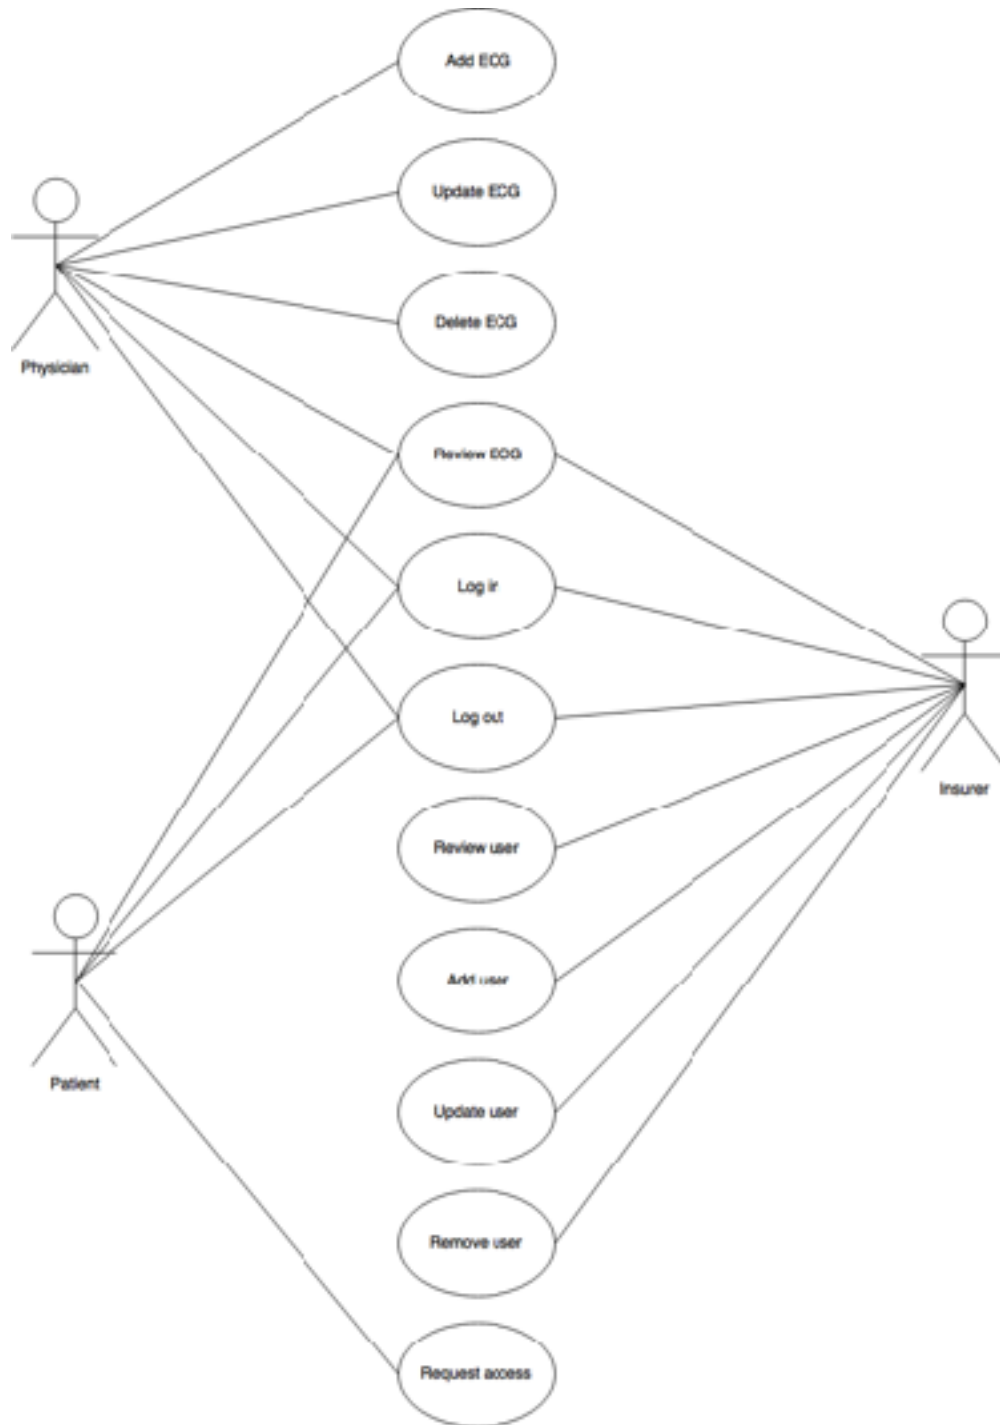 Add ECG
Update ECG
Delete ECG
Physician
Review ECG
Log in
Log out
Insurer
Review user
Add user
Patient
Update user
Remove user
Request access